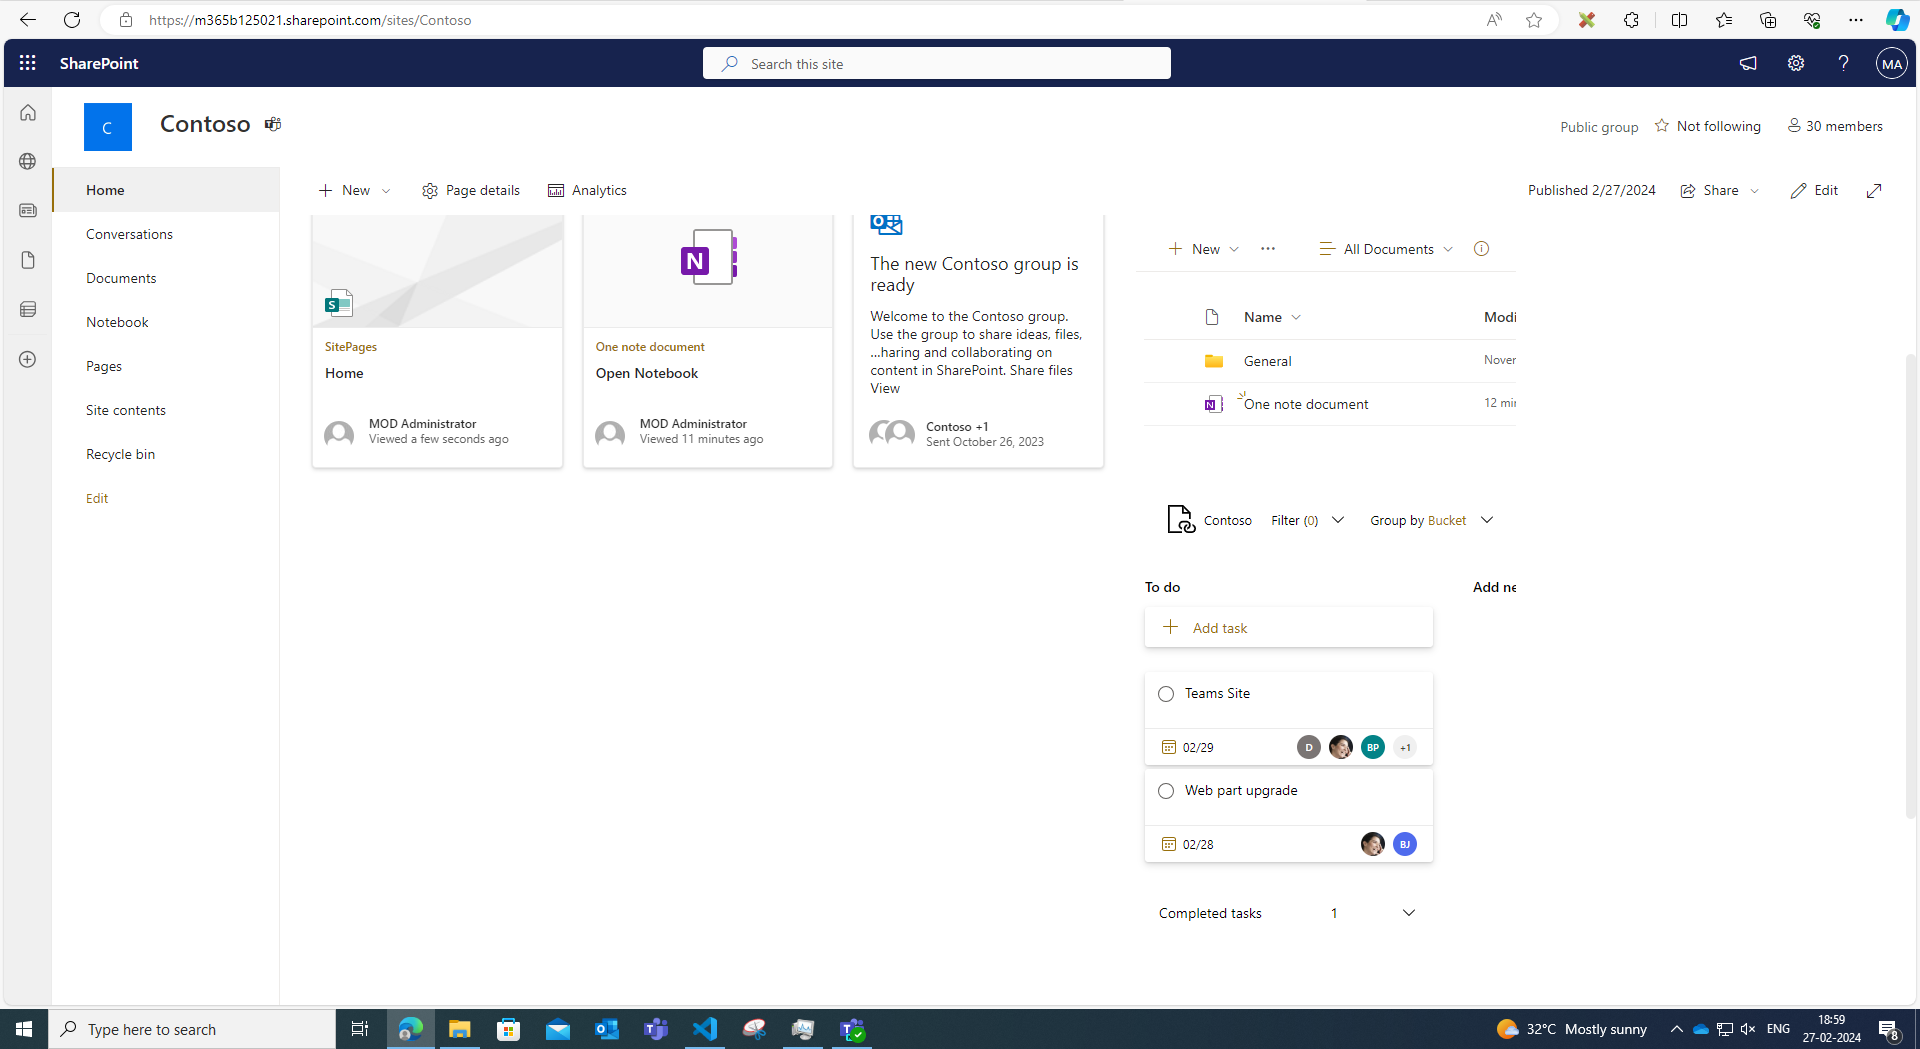 https://m365b125021.sharepoint.com/sites/Contoso
SharePoint
Search this site
MA
C
Contoso
Public group
Not following
30 members
Home
Conversations
Documents
Notebook
Pages
Site contents
Recycle bin
Edit
New
Page details
Analytics
Published 2/27/2024
Share
Edit
S
SitePages
Home
MOD Administrator
Viewed a few seconds ago
N
One note document
Open Notebook
MOD Administrator
Viewed 11 minutes ago
The new Contoso group is
ready
Welcome to the Contoso group.
Use the group to share ideas, files,
...haring and collaborating on
content in SharePoint. Share files
View
Contoso +1
Sent October 26, 2023
New
All Documents
Name
Modi
General
Nover
N
One note document
12 min
Contoso
Filter (0)
Group by Bucket
To do
Add ne
Add task
Teams Site
02/29
D
BP
+1
Web part upgrade
02/28
BJ
Completed tasks
1
Type here to search
32°C Mostly sunny
ENG
18:59
27-02-2024
8